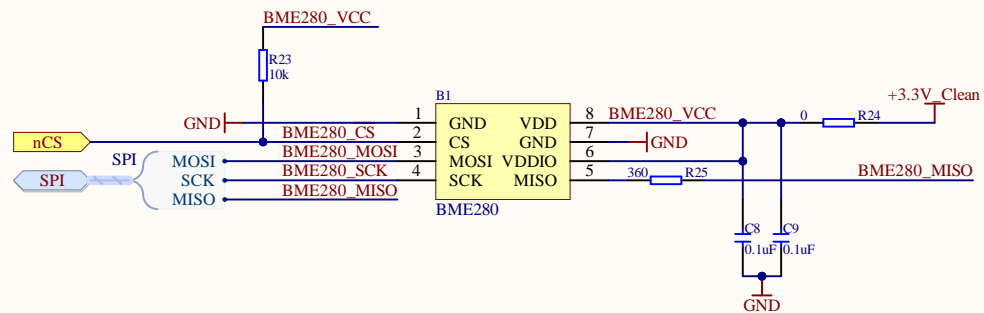 BME280_VCC
R23
10k
B1
+3.3V_Clean
GND
1
GND
VDD
8
BME280_VCC
0
R24
nCS
BME280_CS
2
CS
GND
7
GND
SPI
MOSI
BME280_MOSI
3
MOSI
VDDIO
6
SPI
SCK
BME280_SCK
4
SCK
MISO
5
360
R25
BME280_MISO
MISO
BME280_MISO
BME280
C8
0.1uF
C9
0.1uF
GND